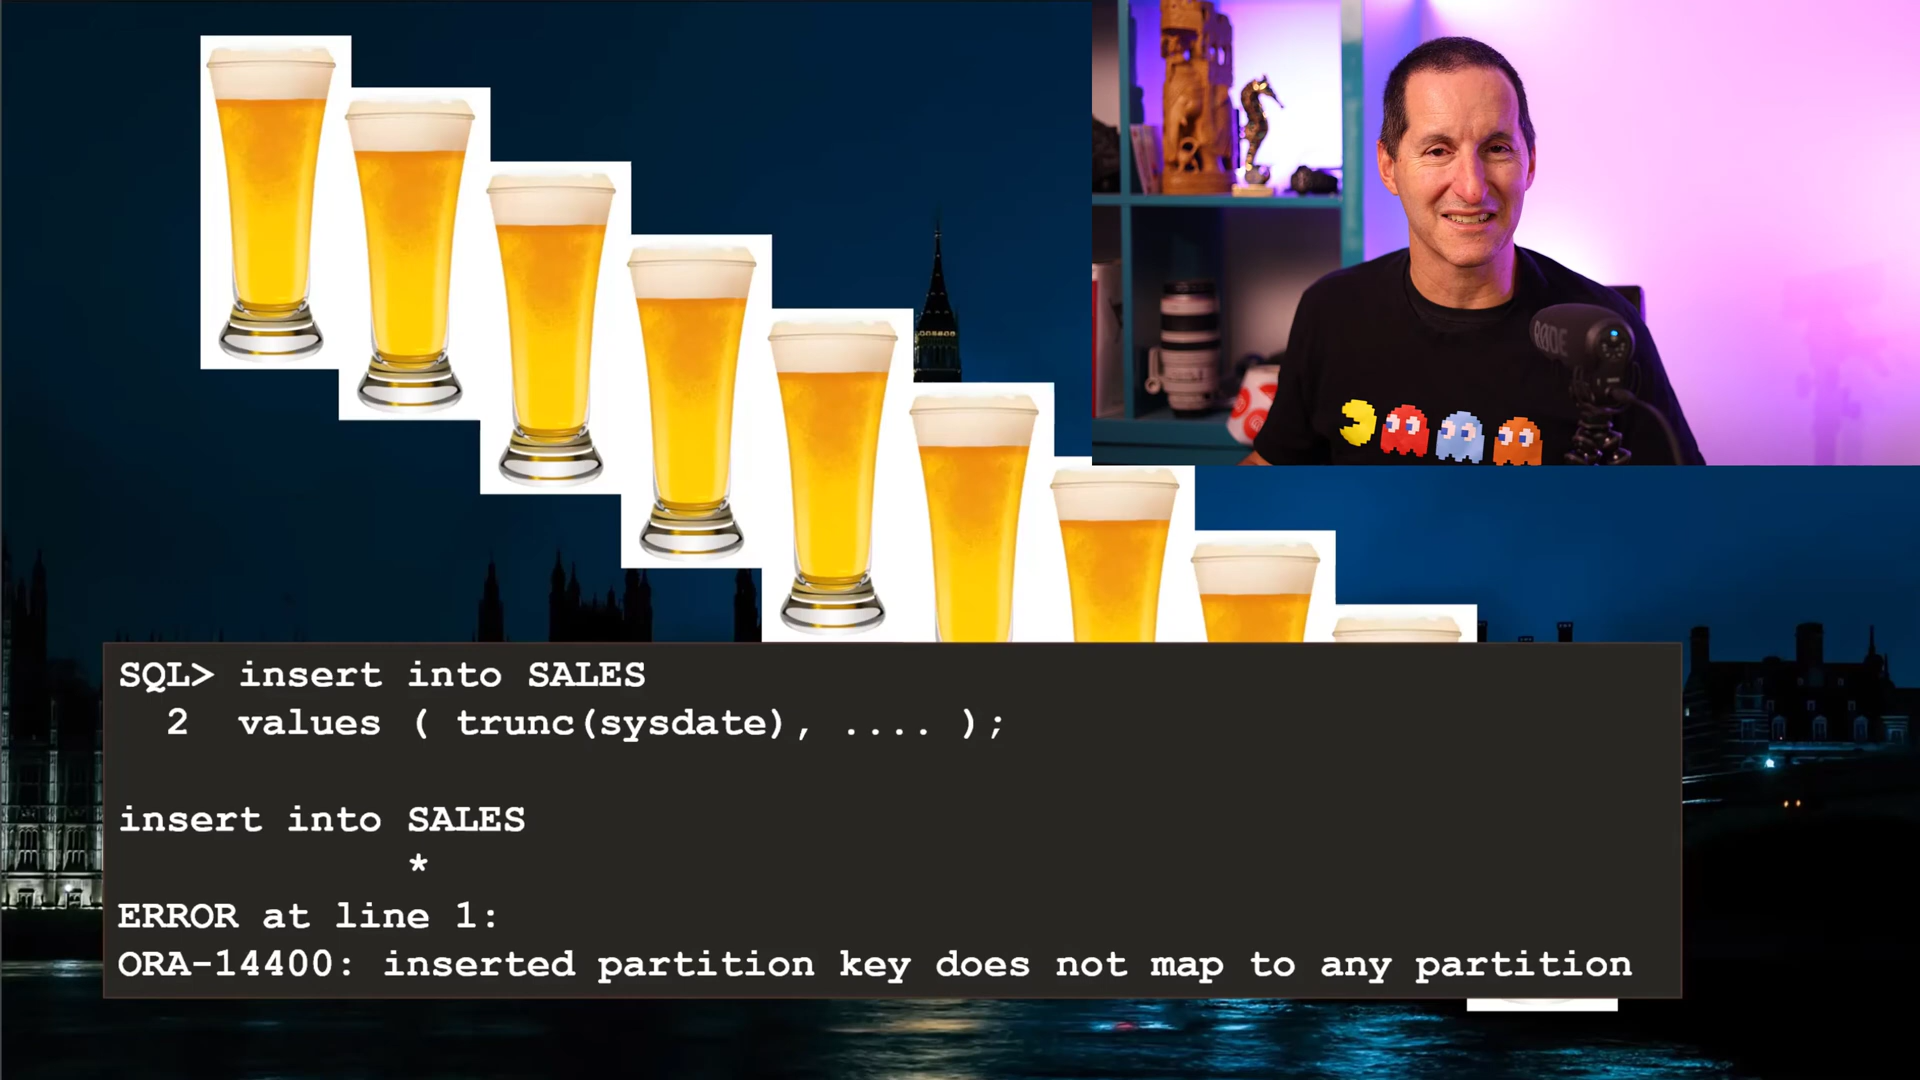 RØDE
SQL> insert into SALES
  2  values ( trunc(sysdate), .... );
insert into SALES
            *
ERROR at line 1:
ORA-14400: inserted partition key does not map to any partition